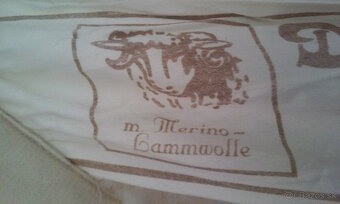 D
m. Merino-
Lammwolle